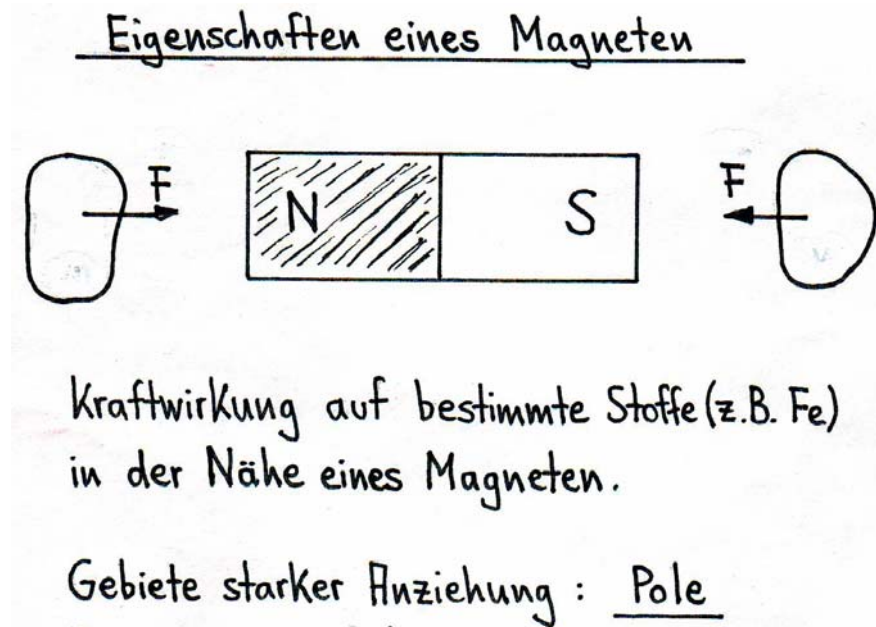 Eigenschaften eines Magneten
F N S F
Kraftwirkung auf bestimmte Stoffe (z.B. Fe)
in der Nähe eines Magneten.
Gebiete starker Anziehung : Pole